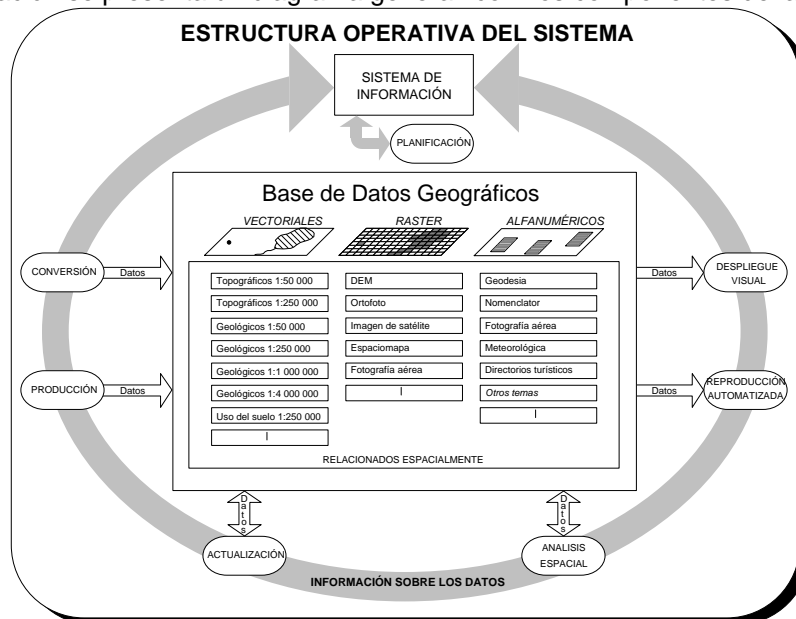 ESTRUCTURA OPERATIVA DEL SISTEMA
SISTEMA DE
INFORMACIÓN
PLANIFICACIÓN
Base de Datos Geográficos
VECTORIALES
RASTER
ALFANUMÉRICOS
CONVERSIÓN
Datos
PRODUCCIÓN
Datos
Topográficos 1:50 000
Topográficos 1:250 000
Geológicos 1:50 000
Geológicos 1:250 000
Geológicos 1:1 000 000
Geológicos 1:4 000 000
Uso del suelo 1:250 000
DEM
Ortofoto
Imagen de satélite
Espaciomapa
Fotografía aérea
Geodesia
Nomenclator
Fotografía aérea
Meteorológica
Directorios turísticos
Otros temas
RELACIONADOS ESPACIALMENTE
Datos
DESPLIEGUE
VISUAL
Datos
REPRODUCCIÓN
AUTOMATIZADA
Datos
ACTUALIZACIÓN
Datos
ANALISIS
ESPACIAL
INFORMACIÓN SOBRE LOS DATOS